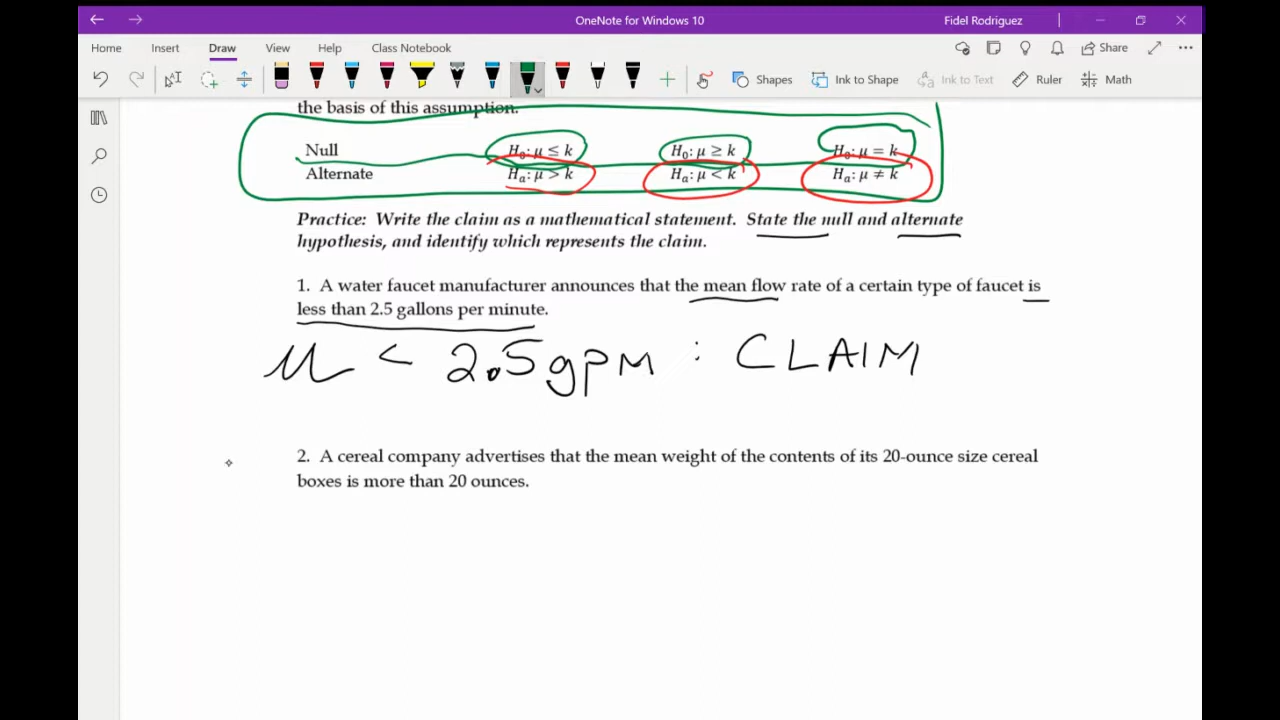 OneNote for Windows 10
Fidel Rodriguez
Home Insert Draw View Help Class Notebook
Share
Shapes Ink to Shape Ink to Text Ruler Math
the basis of this assumption.
Null H₀: μ ≤ k H₀: μ ≥ k H₀: μ = k
Alternate Hₐ: μ > k Hₐ: μ < k Hₐ: μ ≠ k
Practice: Write the claim as a mathematical statement. State the null and alternate
hypothesis, and identify which represents the claim.
1. A water faucet manufacturer announces that the mean flow rate of a certain type of faucet is
less than 2.5 gallons per minute.
μ < 2.5 gpm : CLAIM
2. A cereal company advertises that the mean weight of the contents of its 20-ounce size cereal
boxes is more than 20 ounces.